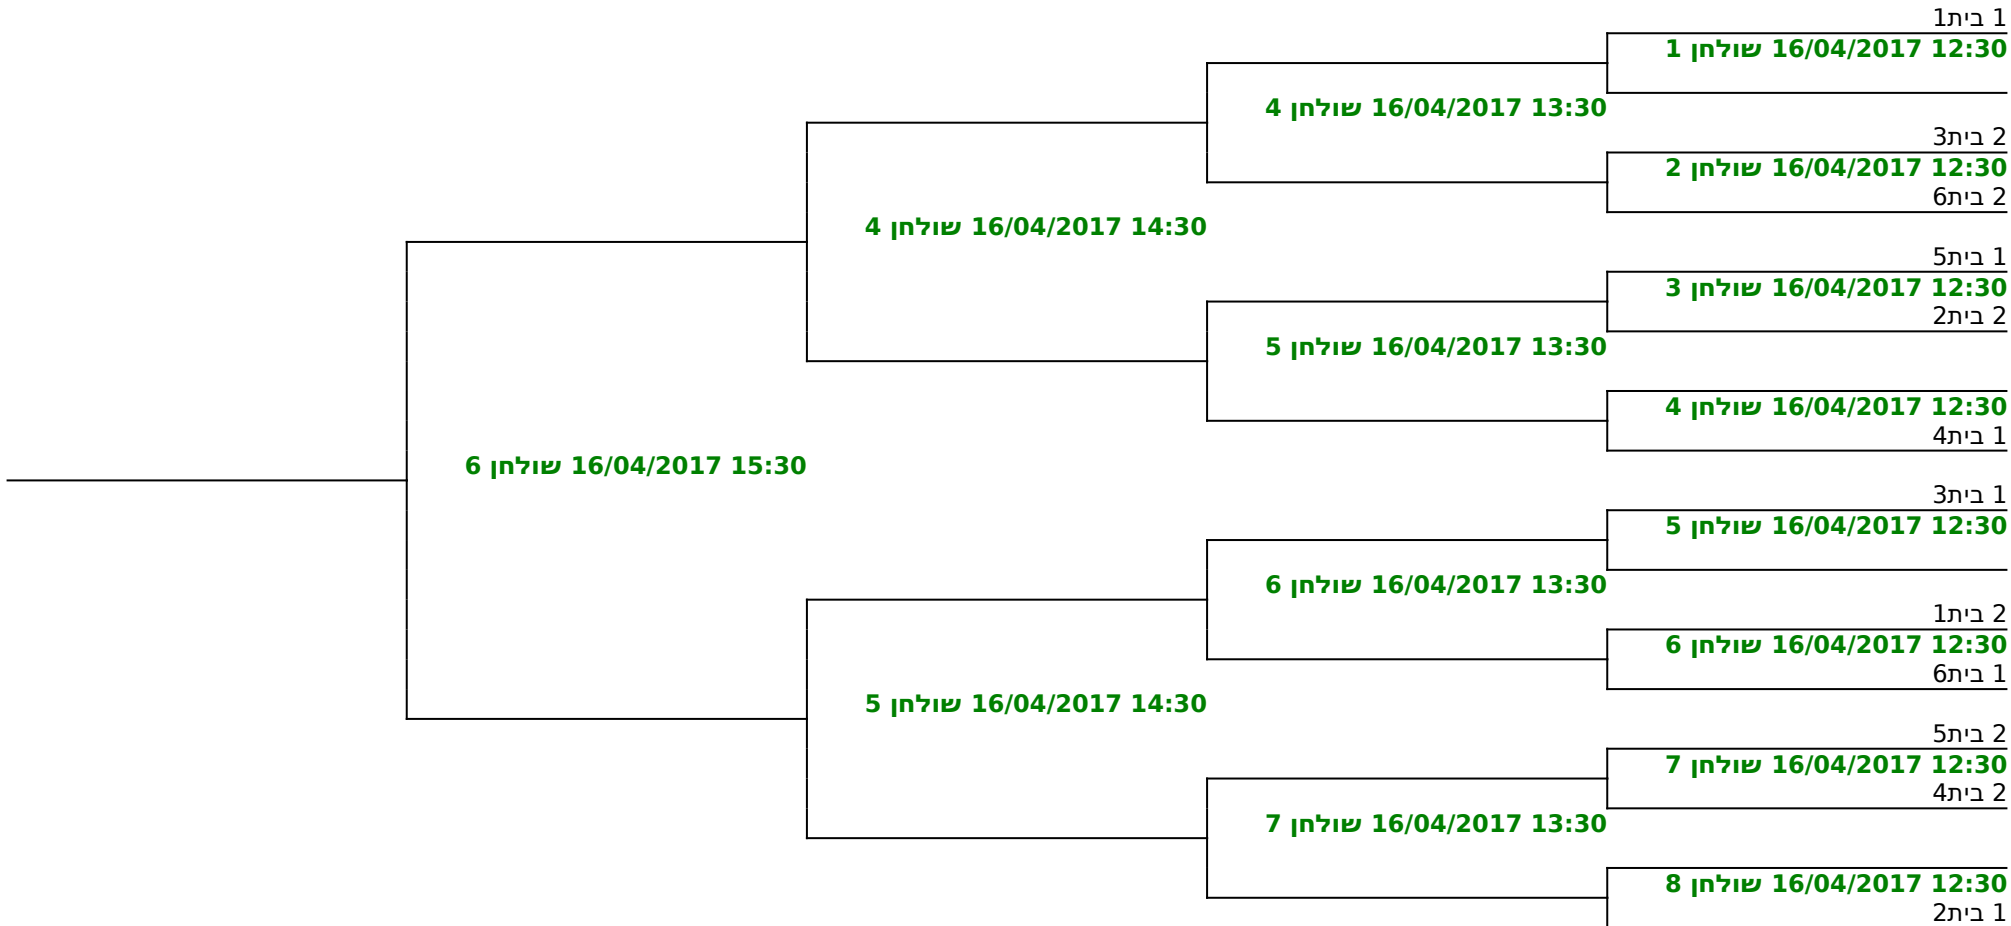 1 בית1
16/04/2017 12:30 שולחן 1
16/04/2017 13:30 שולחן 4
2 בית3
16/04/2017 12:30 שולחן 2
2 בית6
16/04/2017 14:30 שולחן 4
1 בית5
16/04/2017 12:30 שולחן 3
2 בית2
16/04/2017 13:30 שולחן 5
16/04/2017 12:30 שולחן 4
1 בית4
16/04/2017 15:30 שולחן 6
1 בית3
16/04/2017 12:30 שולחן 5
16/04/2017 13:30 שולחן 6
2 בית1
16/04/2017 12:30 שולחן 6
1 בית6
16/04/2017 14:30 שולחן 5
2 בית5
16/04/2017 12:30 שולחן 7
2 בית4
16/04/2017 13:30 שולחן 7
16/04/2017 12:30 שולחן 8
1 בית2